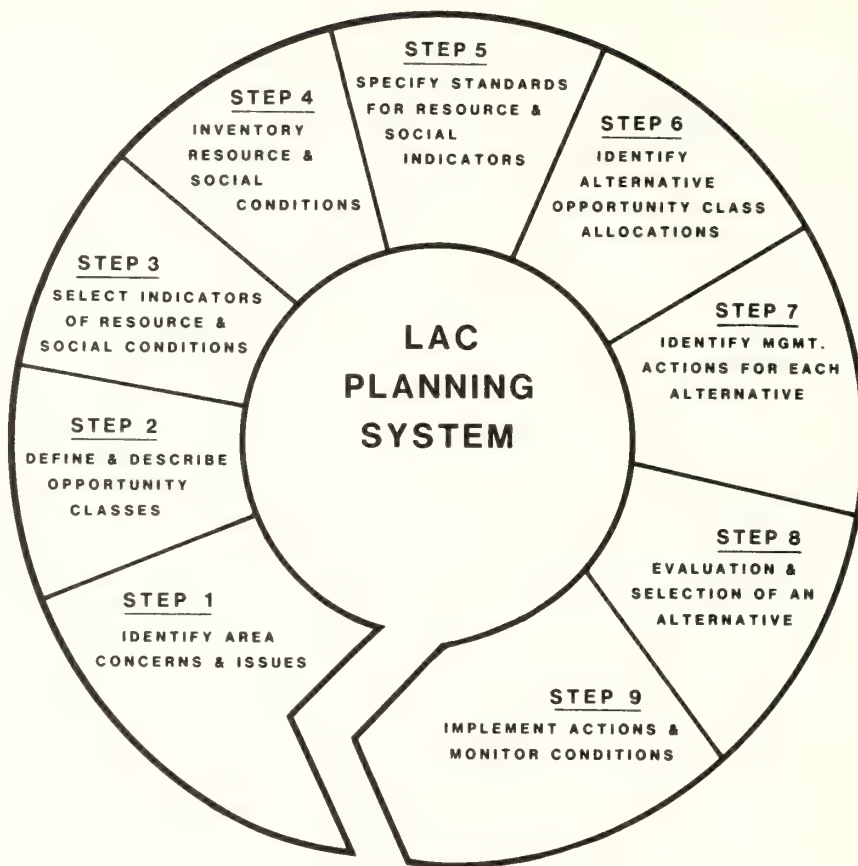 LAC
PLANNING
SYSTEM
STEP 1
IDENTIFY AREA
CONCERNS & ISSUES
STEP 2
DEFINE & DESCRIBE
OPPORTUNITY
CLASSES
STEP 3
SELECT INDICATORS
OF RESOURCE &
SOCIAL CONDITIONS
STEP 4
INVENTORY
RESOURCE &
SOCIAL
CONDITIONS
STEP 5
SPECIFY STANDARDS
FOR RESOURCE &
SOCIAL
INDICATORS
STEP 6
IDENTIFY
ALTERNATIVE
OPPORTUNITY CLASS
ALLOCATIONS
STEP 7
IDENTIFY MGMT.
ACTIONS FOR EACH
ALTERNATIVE
STEP 8
EVALUATION &
SELECTION OF AN
ALTERNATIVE
STEP 9
IMPLEMENT ACTIONS &
MONITOR CONDITIONS